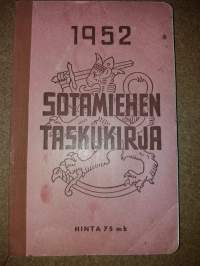 1952
SOTAMIEHEN
TASKUKIRJA
HINTA 75 mk